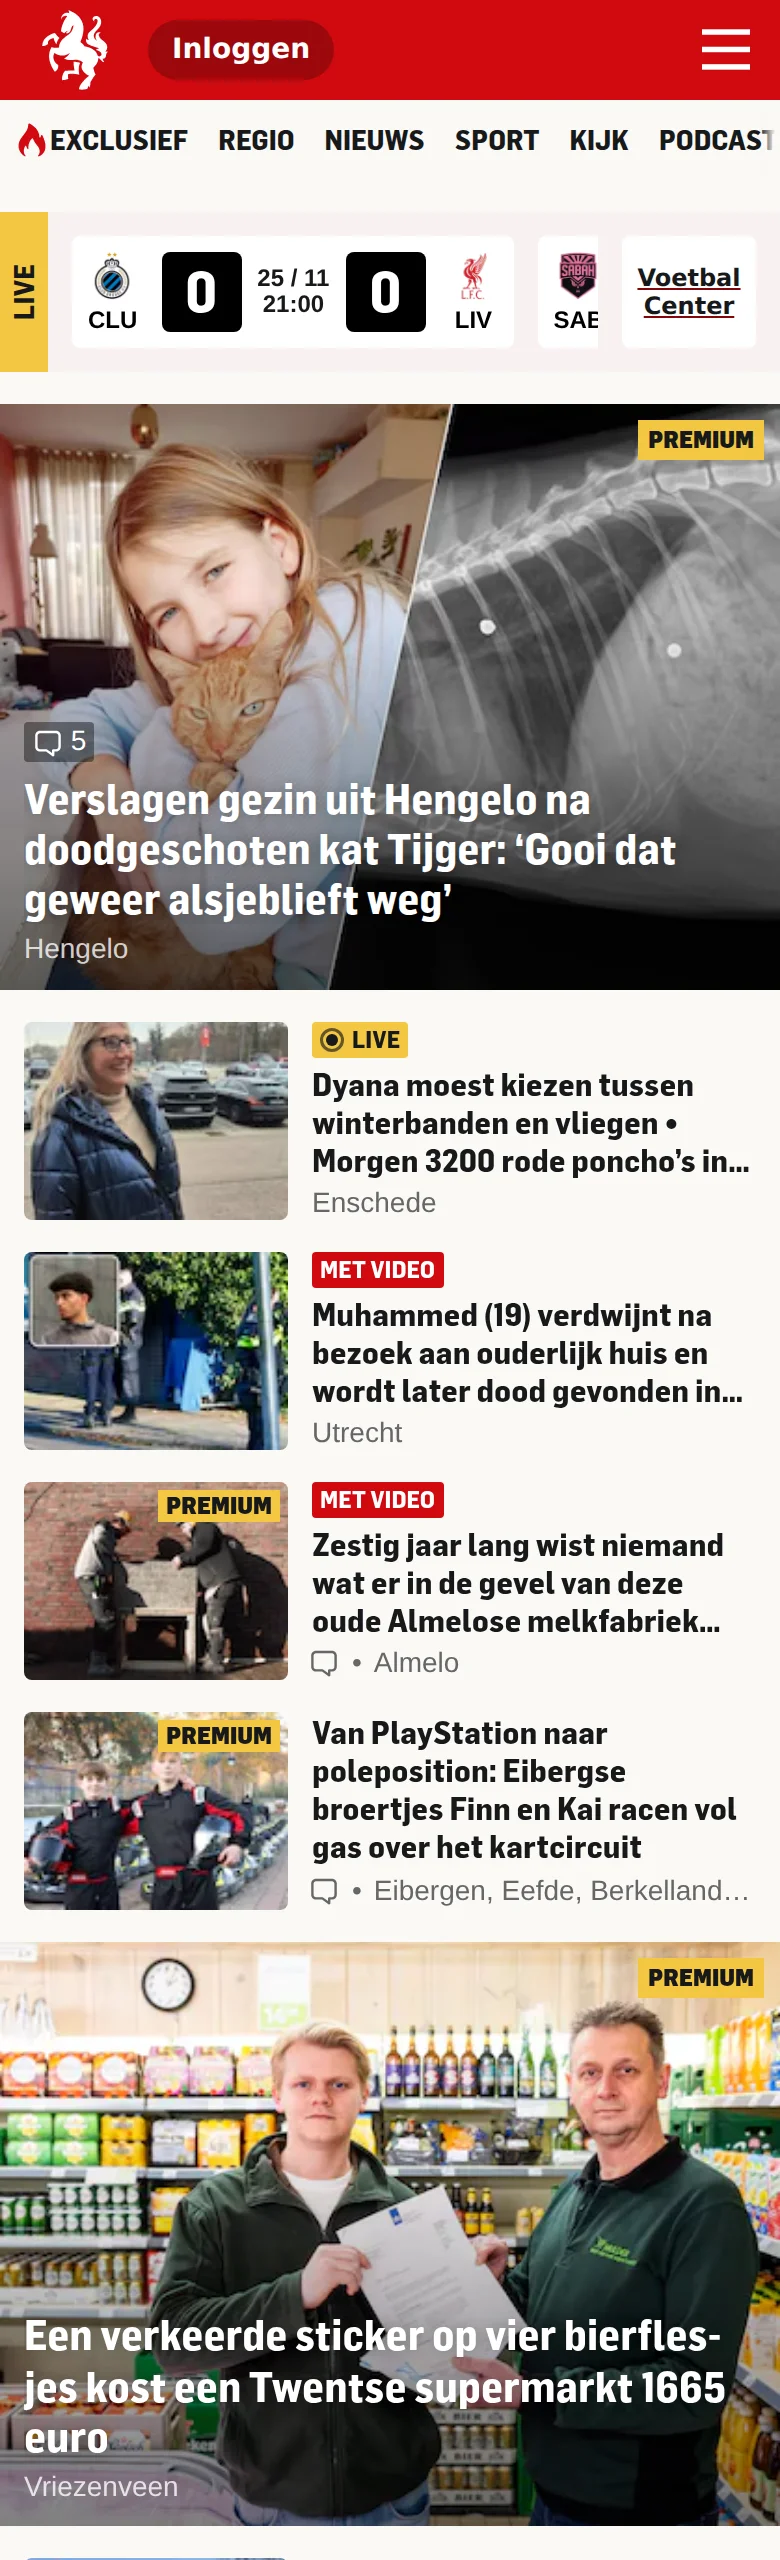 Inloggen
EXCLUSIEF REGIO NIEUWS SPORT KIJK PODCAST
LIVE
CLU
0
25 / 11
21:00
0
L.F.C.
LIV
SABAH
SAB
Voetbal
Center
PREMIUM
5
Verslagen gezin uit Hengelo na
doodgeschoten kat Tijger: ‘Gooi dat
geweer alsjeblieft weg’
Hengelo
LIVE
Dyana moest kiezen tussen
winterbanden en vliegen •
Morgen 3200 rode poncho’s in...
Enschede
MET VIDEO
Muhammed (19) verdwijnt na
bezoek aan ouderlijk huis en
wordt later dood gevonden in...
Utrecht
PREMIUM
MET VIDEO
Zestig jaar lang wist niemand
wat er in de gevel van deze
oude Almelose melkfabriek...
• Almelo
PREMIUM
Van PlayStation naar
poleposition: Eibergse
broertjes Finn en Kai racen vol
gas over het kartcircuit
• Eibergen, Eefde, Berkelland...
PREMIUM
Een verkeerde sticker op vier bierfles-
jes kost een Twentse supermarkt 1665
euro
Vriezenveen